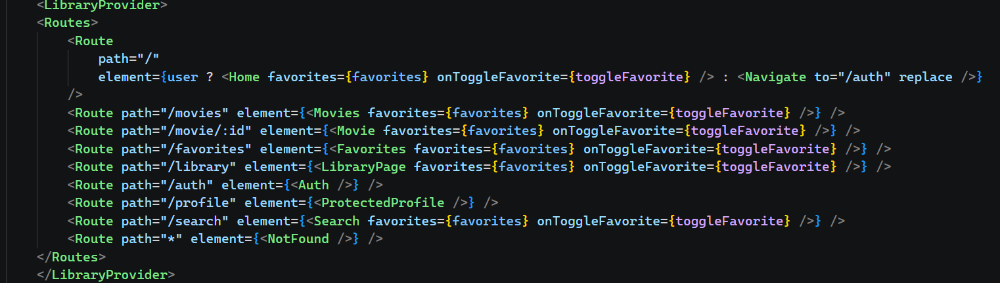 <LibraryProvider>
<Routes>
<Route
path="/"
element={user ? <Home favorites={favorites} onToggleFavorite={toggleFavorite} /> : <Navigate to="/auth" replace />}
/>
<Route path="/movies" element={<Movies favorites={favorites} onToggleFavorite={toggleFavorite} />} />
<Route path="/movie/:id" element={<Movie favorites={favorites} onToggleFavorite={toggleFavorite} />} />
<Route path="/favorites" element={<Favorites favorites={favorites} onToggleFavorite={toggleFavorite} />} />
<Route path="/library" element={<LibraryPage favorites={favorites} onToggleFavorite={toggleFavorite} />} />
<Route path="/auth" element={<Auth />} />
<Route path="/profile" element={<ProtectedProfile />} />
<Route path="/search" element={<Search favorites={favorites} onToggleFavorite={toggleFavorite} />} />
<Route path="*" element={<NotFound />} />
</Routes>
</LibraryProvider>